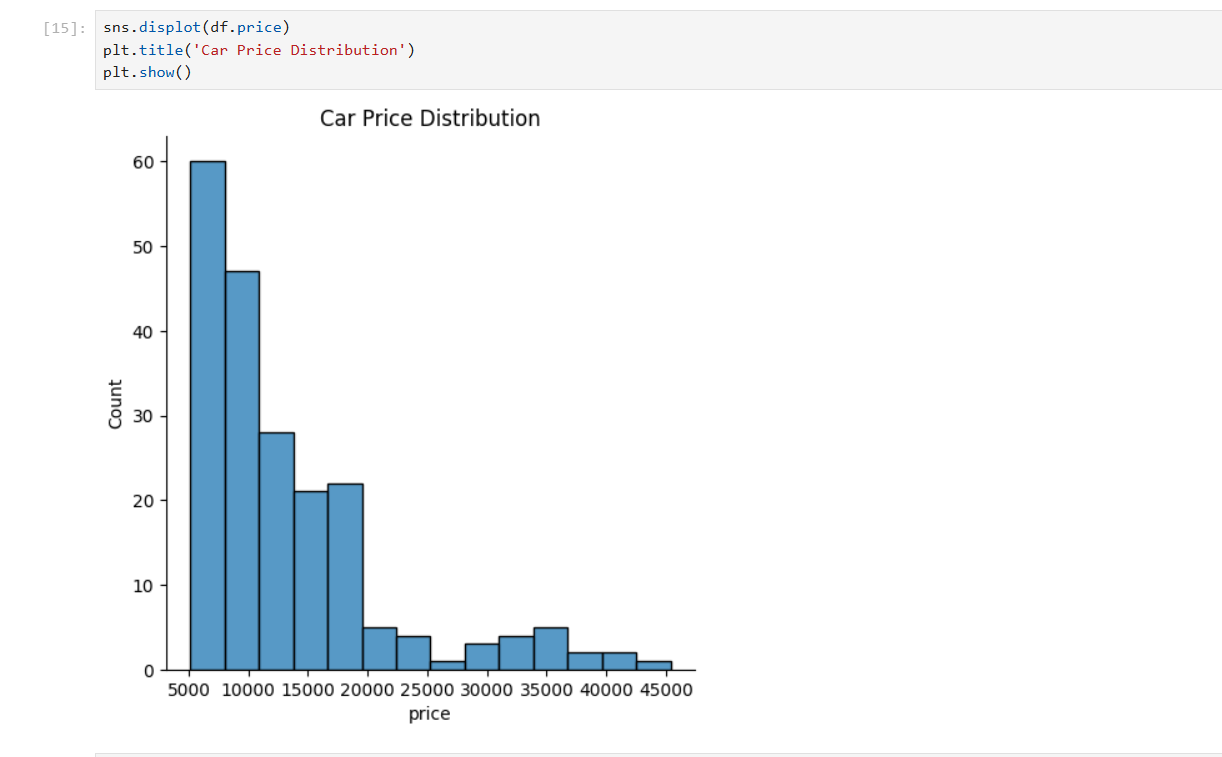 [15]:
sns.displot(df.price)
plt.title('Car Price Distribution')
plt.show()
Car Price Distribution
60
50
40
30
20
10
0
Count
5000 10000 15000 20000 25000 30000 35000 40000 45000
price